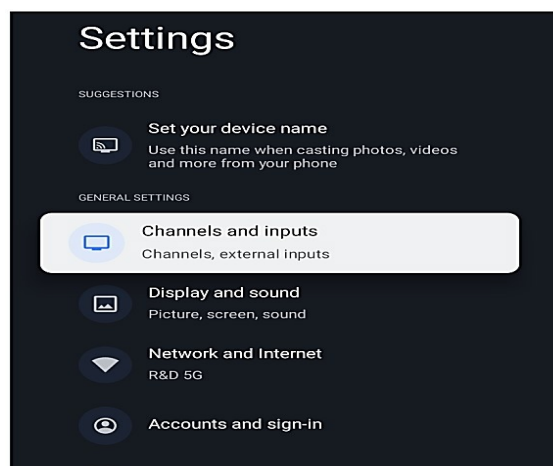 Settings
SUGGESTIONS
Set your device name
Use this name when casting photos, videos
and more from your phone
GENERAL SETTINGS
Channels and inputs
Channels, external inputs
Display and sound
Picture, screen, sound
Network and Internet
R&D 5G
Accounts and sign-in